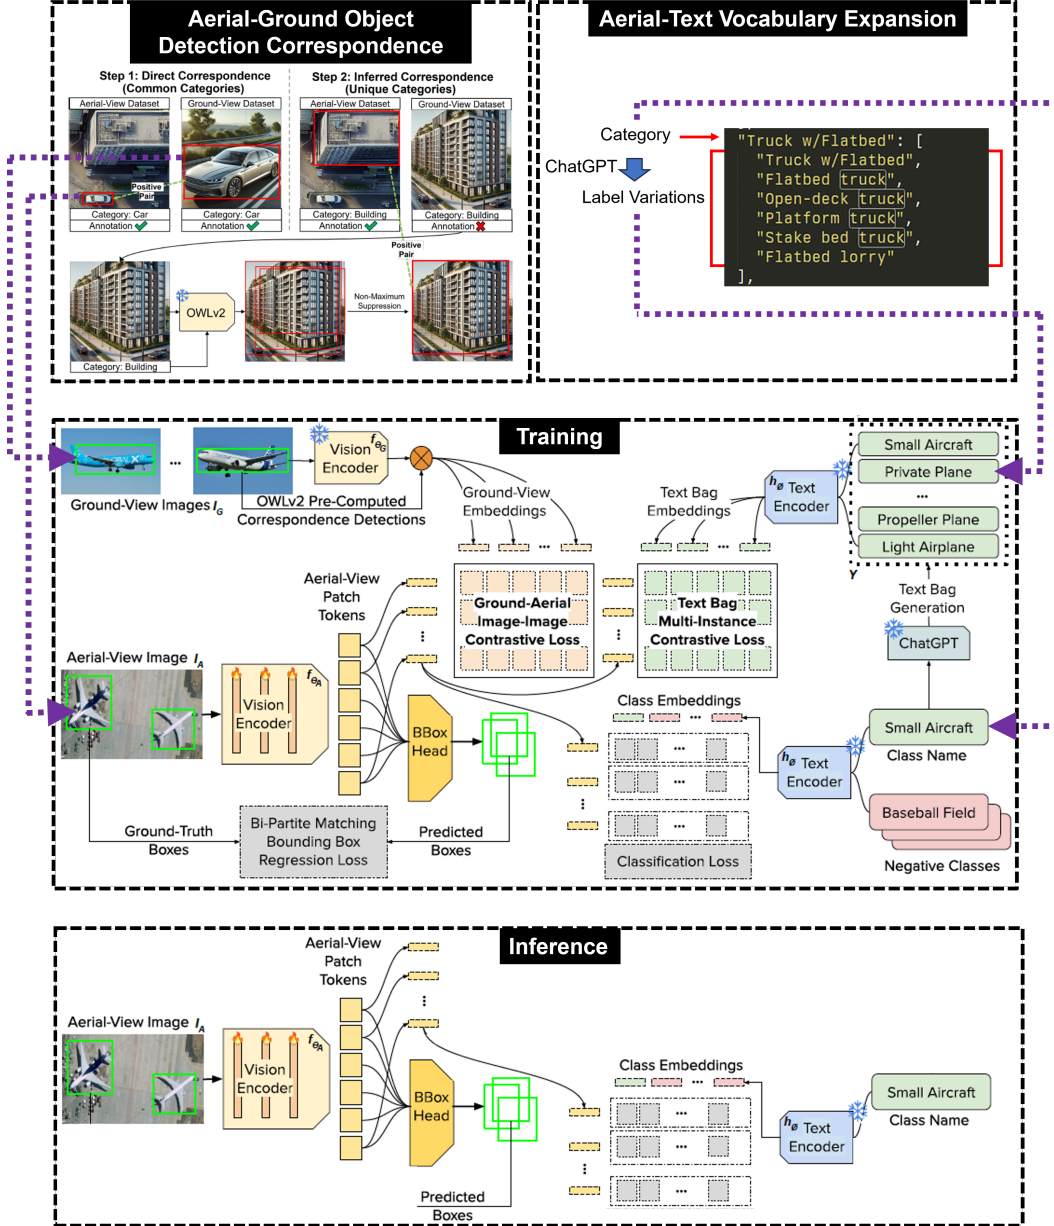 Aerial-Ground Object
Detection Correspondence
Step 1: Direct Correspondence
(Common Categories)
Step 2: Inferred Correspondence
(Unique Categories)
Aerial-View Dataset
Ground-View Dataset
Aerial-View Dataset
Ground-View Dataset
Positive
Pair
Category: Car
Annotation
Category: Car
Annotation
Category: Building
Annotation
Category: Building
Annotation
Positive
Pair
OWLv2
Non-Maximum
Suppression
Category: Building
Aerial-Text Vocabulary Expansion
Category
ChatGPT
Label Variations
"Truck w/Flatbed": [
"Truck w/Flatbed",
"Flatbed truck",
"Open-deck truck",
"Platform truck",
"Stake bed truck",
"Flatbed lorry"
],
Training
...
Vision
Encoder
fθG
Ground-View Images IG
OWLv2 Pre-Computed
Correspondence Detections
Ground-View
Embeddings
...
Text Bag
Embeddings
...
hø Text
Encoder
Small Aircraft
Private Plane
...
Propeller Plane
Light Airplane
Y
Text Bag
Generation
ChatGPT
Aerial-View
Patch
Tokens
Ground-Aerial
Image-Image
Contrastive Loss
Text Bag
Multi-Instance
Contrastive Loss
Aerial-View Image IA
Vision
Encoder
fθA
BBox
Head
Class Embeddings
...
hø Text
Encoder
Small Aircraft
Class Name
Baseball Field
Negative Classes
...
...
...
Ground-Truth
Boxes
Bi-Partite Matching
Bounding Box
Regression Loss
Predicted
Boxes
Classification Loss
Inference
Aerial-View
Patch
Tokens
Aerial-View Image IA
Vision
Encoder
fθA
BBox
Head
Class Embeddings
...
hø Text
Encoder
Small Aircraft
Class Name
...
...
...
Predicted
Boxes